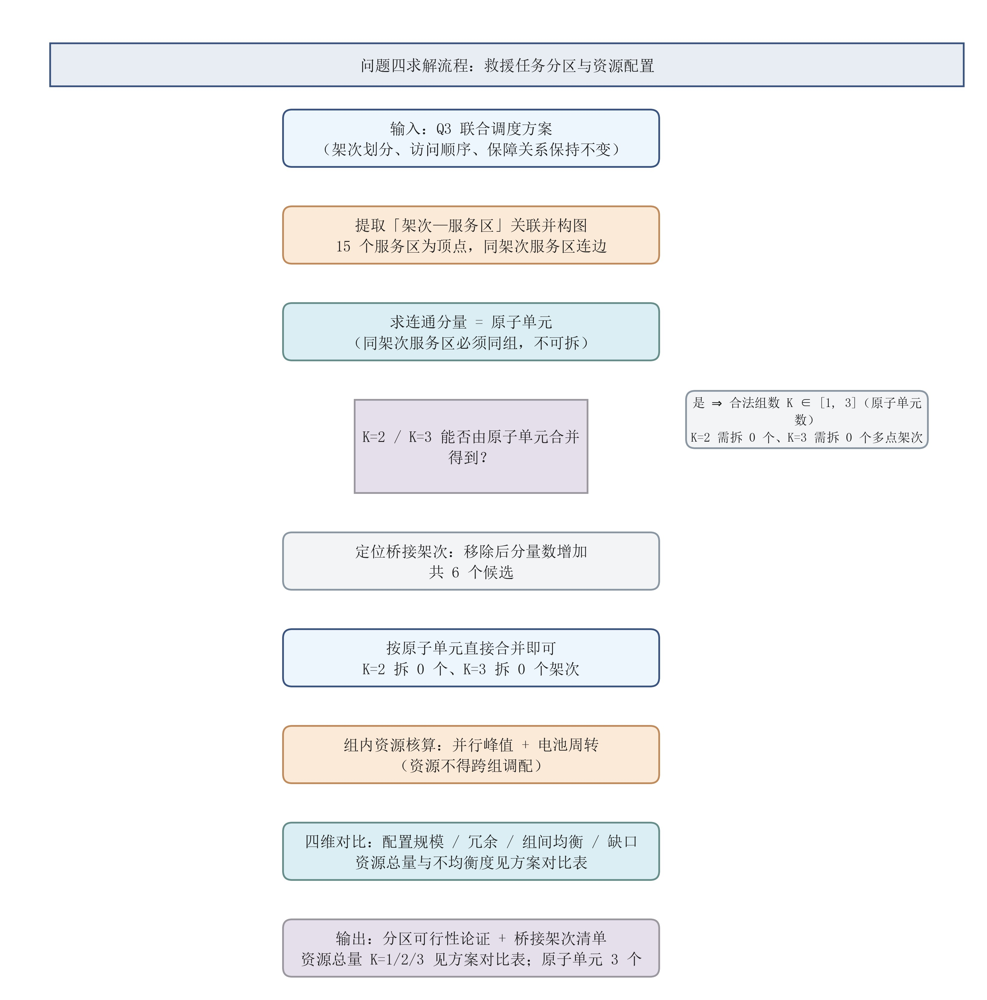 问题四求解流程：救援任务分区与资源配置
输入：Q3 联合调度方案
（架次划分、访问顺序、保障关系保持不变）
提取「架次—服务区」关联并构图
15 个服务区为顶点，同架次服务区连边
求连通分量 = 原子单元
（同架次服务区必须同组，不可拆）
K=2 / K=3 能否由原子单元合并
得到？
是 ⇒ 合法组数 K ∈ [1, 3]（原子单元
数）
K=2 需拆 0 个、K=3 需拆 0 个多点架次
定位桥接架次：移除后分量数增加
共 6 个候选
按原子单元直接合并即可
K=2 拆 0 个、K=3 拆 0 个架次
组内资源核算：并行峰值 + 电池周转
（资源不得跨组调配）
四维对比：配置规模 / 冗余 / 组间均衡 / 缺口
资源总量与不均衡度见方案对比表
输出：分区可行性论证 + 桥接架次清单
资源总量 K=1/2/3 见方案对比表；原子单元 3 个